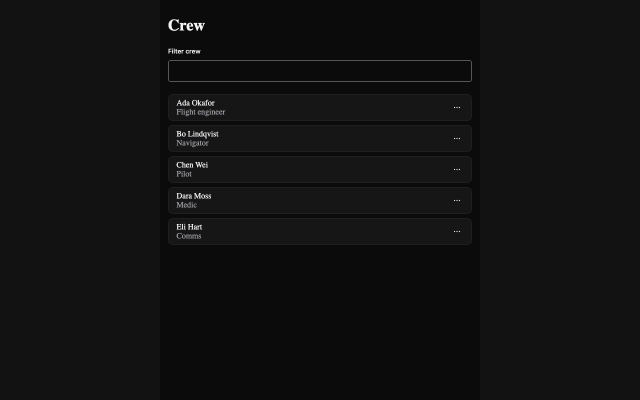 Crew
Filter crew
Ada Okafor
Flight engineer
...
Bo Lindqvist
Navigator
...
Chen Wei
Pilot
...
Dara Moss
Medic
...
Eli Hart
Comms
...